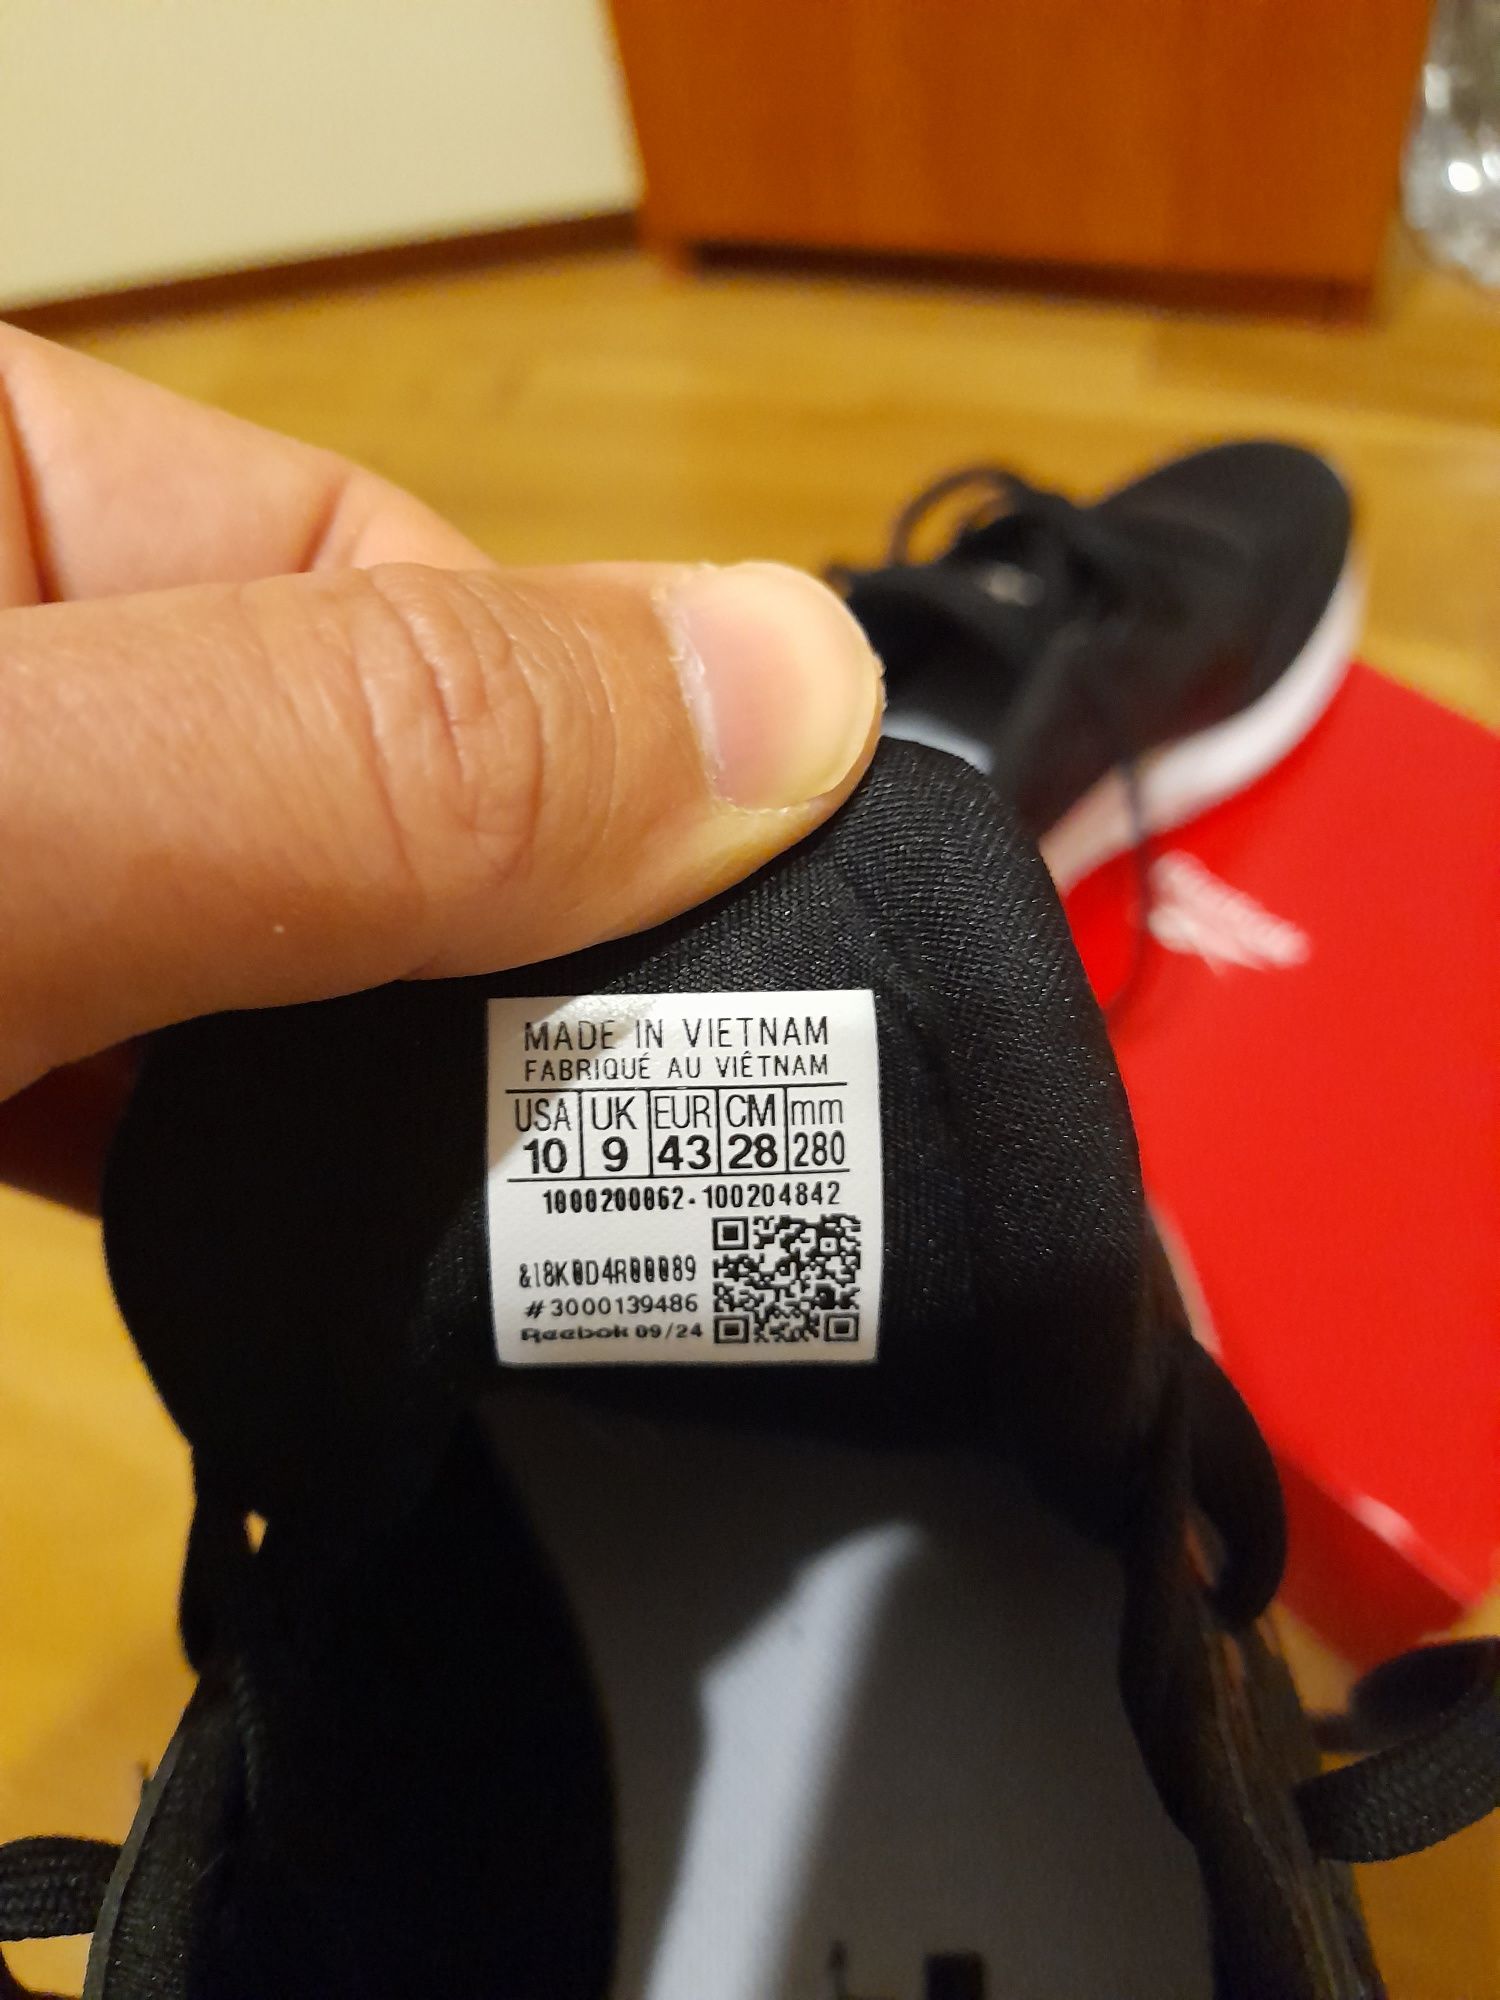 MADE IN VIETNAM
FABRIQUÉ AU VIÊTNAM
USA UK EUR CM mm
10 9 43 28 280
1000200062-100204842
&18K0D4R00089
#3000139486
Reebok 09/24